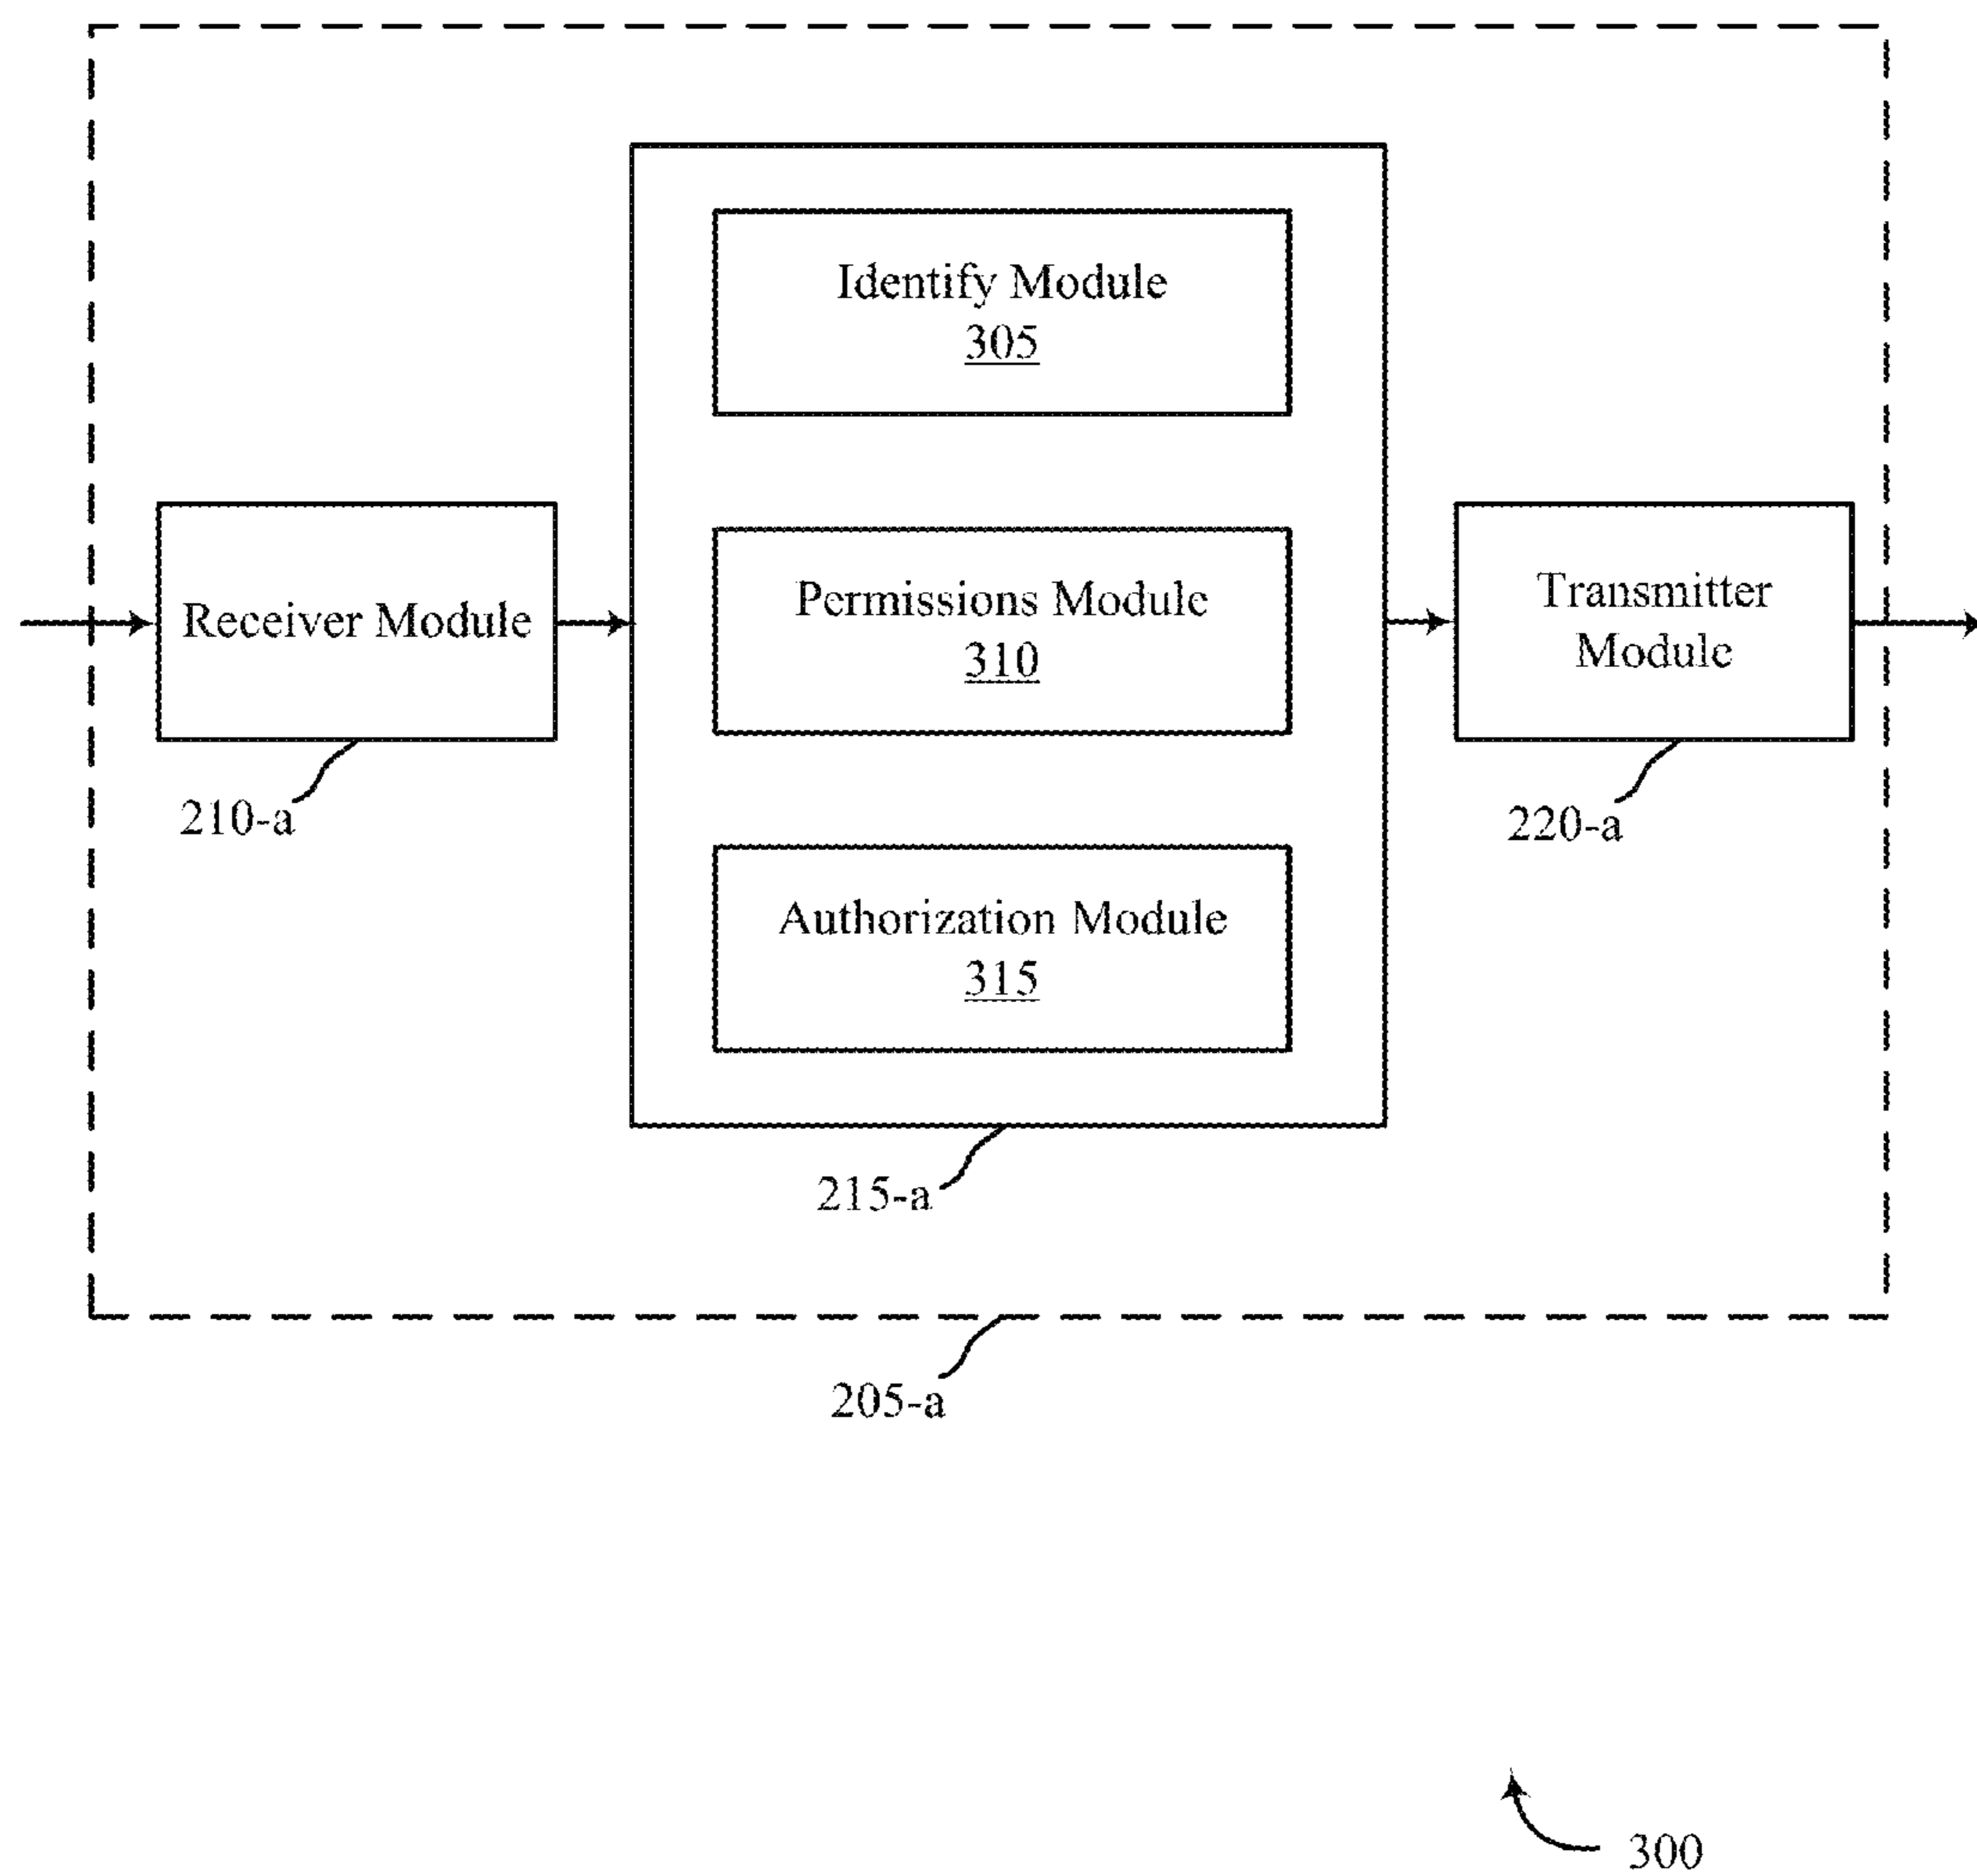 Identify Module
305
Receiver Module
Permissions Module
310
Transmitter
Module
210-a
220-a
Authorization Module
315
215-a
205-a
300